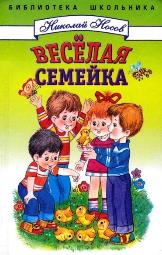 БИБЛИОТЕКА ШКОЛЬНИКА
Николай Носов
ВЕСЁЛАЯ
СЕМЕЙКА